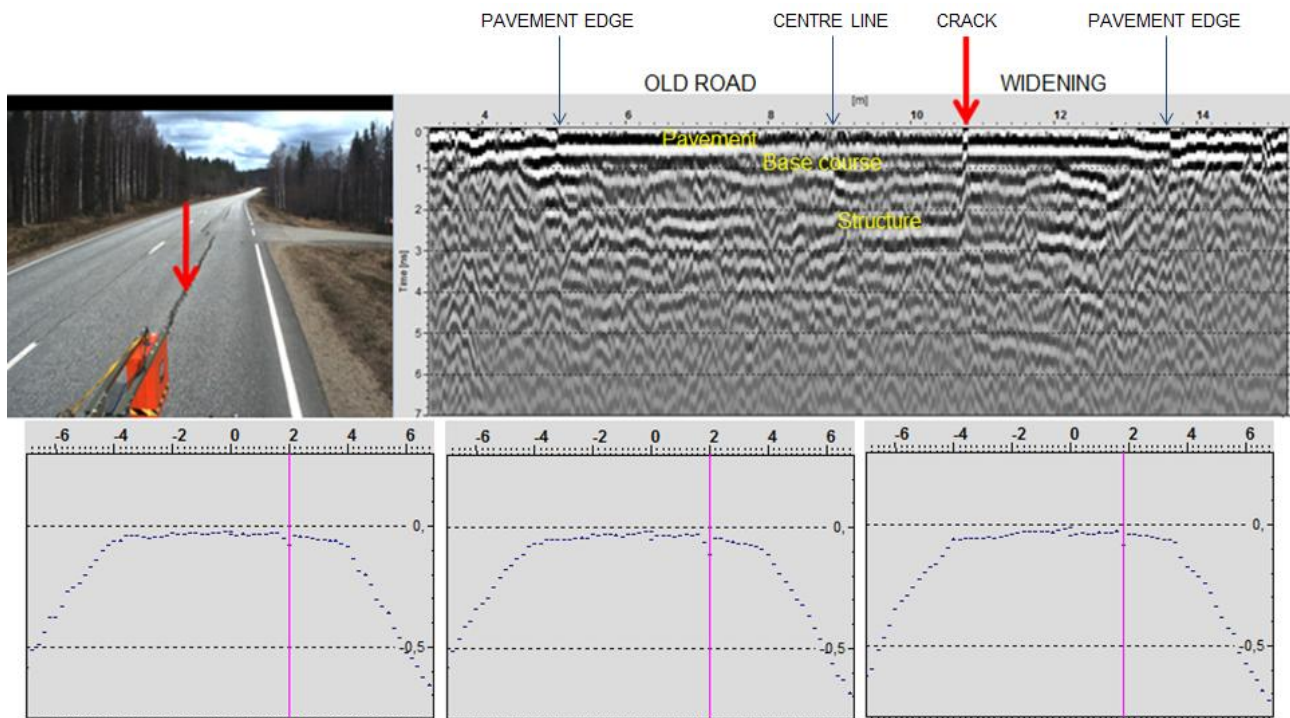 PAVEMENT EDGE CENTRE LINE CRACK PAVEMENT EDGE
OLD ROAD WIDENING
[m]
4 6 8 10 12 14
0
Pavement
Base course
1
2
Structure
3
Time [ns]
4
5
6
7
-6 -4 -2 0 2 4 6
0,
-0,5
-6 -4 -2 0 2 4 6
0,
-0,5
-6 -4 -2 0 2 4 6
0,
-0,5